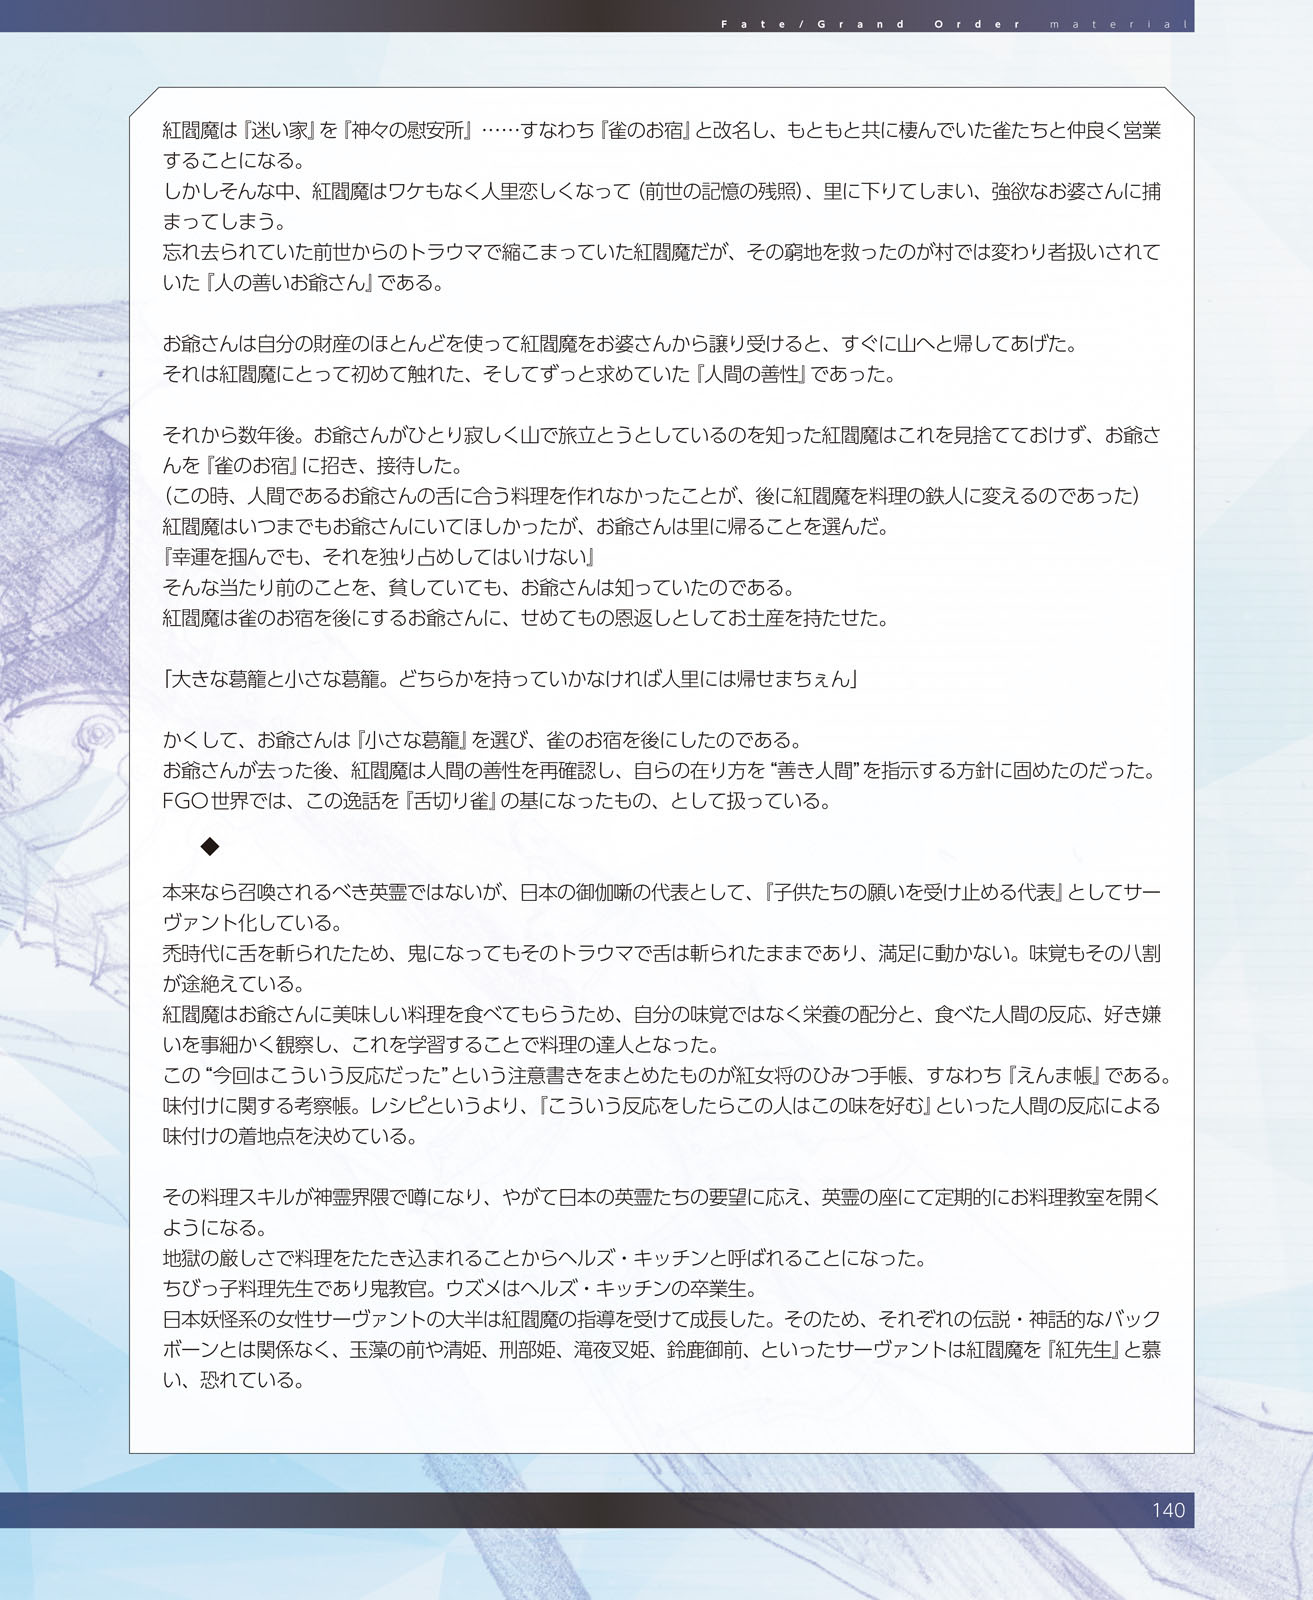 Fate/Grand Order material
紅閻魔は『迷い家』を『神々の慰安所』……すなわち『雀のお宿』と改名し、もともと共に棲んでいた雀たちと仲良く営業
することになる。
しかしそんな中、紅閻魔はワケもなく人里恋しくなって（前世の記憶の残照）、里に下りてしまい、強欲なお婆さんに捕
まってしまう。
忘れ去られていた前世からのトラウマで縮こまっていた紅閻魔だが、その窮地を救ったのが村では変わり者扱いされて
いた『人の善いお爺さん』である。
お爺さんは自分の財産のほとんどを使って紅閻魔をお婆さんから譲り受けると、すぐに山へと帰してあげた。
それは紅閻魔にとって初めて触れた、そしてずっと求めていた『人間の善性』であった。
それから数年後。お爺さんがひとり寂しく山で旅立とうとしているのを知った紅閻魔はこれを見捨てておけず、お爺さ
んを『雀のお宿』に招き、接待した。
（この時、人間であるお爺さんの舌に合う料理を作れなかったことが、後に紅閻魔を料理の鉄人に変えるのであった）
紅閻魔はいつまでもお爺さんにいてほしかったが、お爺さんは里に帰ることを選んだ。
『幸運を掴んでも、それを独り占めしてはいけない』
そんな当たり前のことを、貧していても、お爺さんは知っていたのである。
紅閻魔は雀のお宿を後にするお爺さんに、せめてもの恩返しとしてお土産を持たせた。
「大きな葛籠と小さな葛籠。どちらかを持っていかなければ人里には帰せまちぇん」
かくして、お爺さんは『小さな葛籠』を選び、雀のお宿を後にしたのである。
お爺さんが去った後、紅閻魔は人間の善性を再確認し、自らの在り方を“善き人間”を指示する方針に固めたのだった。
FGO世界では、この逸話を『舌切り雀』の基になったもの、として扱っている。
◆
本来なら召喚されるべき英霊ではないが、日本の御伽噺の代表として、『子供たちの願いを受け止める代表』としてサー
ヴァント化している。
禿時代に舌を斬られたため、鬼になってもそのトラウマで舌は斬られたままであり、満足に動かない。味覚もその八割
が途絶えている。
紅閻魔はお爺さんに美味しい料理を食べてもらうため、自分の味覚ではなく栄養の配分と、食べた人間の反応、好き嫌
いを事細かく観察し、これを学習することで料理の達人となった。
この“今回はこういう反応だった”という注意書きをまとめたものが紅女将のひみつ手帳、すなわち『えんま帳』である。
味付けに関する考察帳。レシピというより、『こういう反応をしたらこの人はこの味を好む』といった人間の反応による
味付けの着地点を決めている。
その料理スキルが神霊界隈で噂になり、やがて日本の英霊たちの要望に応え、英霊の座にて定期的にお料理教室を開く
ようになる。
地獄の厳しさで料理をたたき込まれることからヘルズ・キッチンと呼ばれることになった。
ちびっ子料理先生であり鬼教官。ウズメはヘルズ・キッチンの卒業生。
日本妖怪系の女性サーヴァントの大半は紅閻魔の指導を受けて成長した。そのため、それぞれの伝説・神話的なバック
ボーンとは関係なく、玉藻の前や清姫、刑部姫、滝夜叉姫、鈴鹿御前、といったサーヴァントは紅閻魔を『紅先生』と慕
い、恐れている。
140